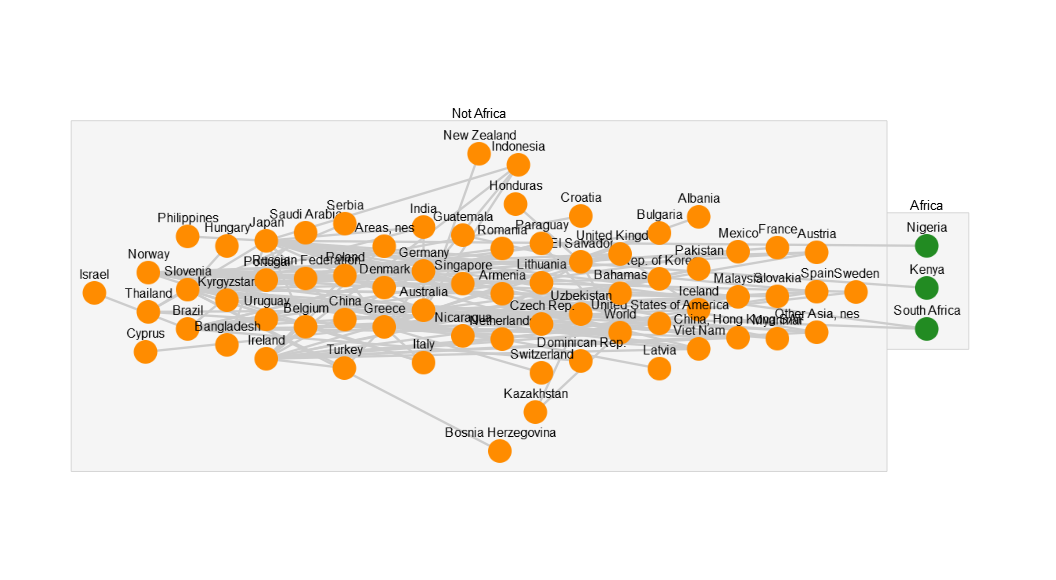 Not Africa
New Zealand
Indonesia
Honduras
Croatia
Albania
Africa
Philippines
Hungary
Japan
Saudi Arabia
Serbia
Areas, nes
India
Guatemala
Romania
Paraguay
El Salvador
United Kingd
Bulgaria
Pakistan
Mexico
France
Austria
Nigeria
Norway
Slovenia
Kyrgyzstan
Portugal
Russian Federation
Poland
Denmark
Germany
Singapore
Armenia
Lithuania
Bahamas
Rep. of Kore
Malaysia
Slovakia
Spain
Sweden
Kenya
Israel
Thailand
Brazil
Uruguay
Belgium
China
Greece
Australia
Nicaragua
Netherlands
Czech Rep.
Uzbekistan
United States of America
World
Iceland
Viet Nam
China, Hong Kong SAR
Myanmar
Other Asia, nes
South Africa
Cyprus
Bangladesh
Ireland
Turkey
Italy
Switzerland
Dominican Rep.
Latvia
Kazakhstan
Bosnia Herzegovina